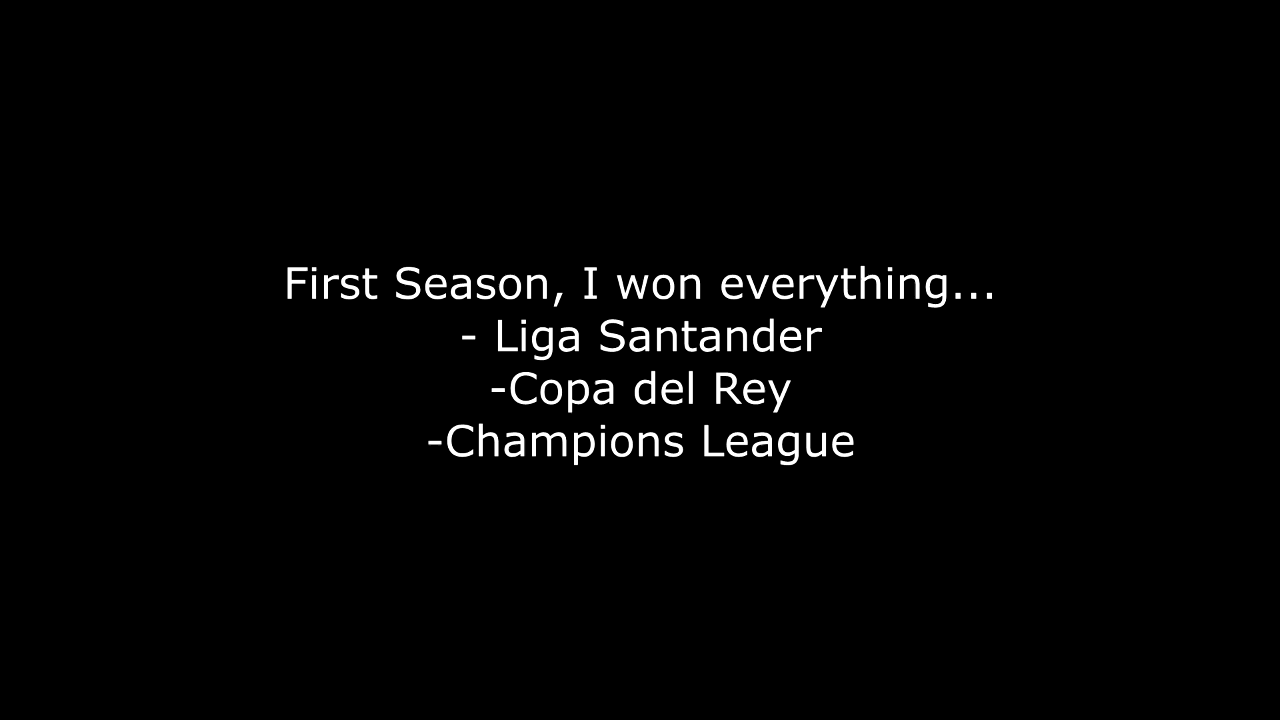 First Season, I won everything...
- Liga Santander
-Copa del Rey
-Champions League